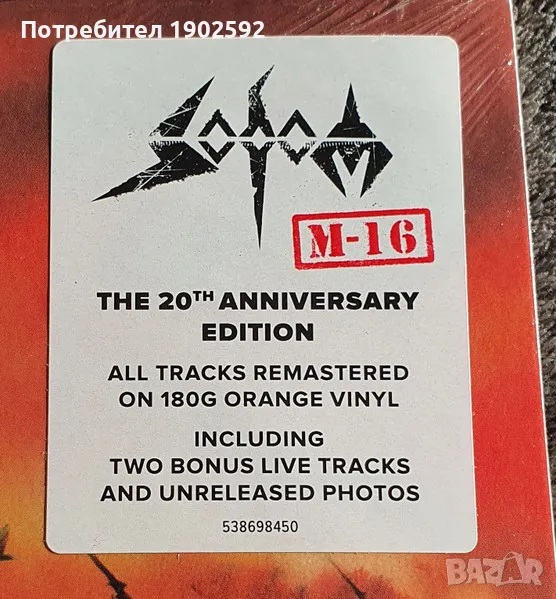 Потребител 1902592
SODOM
M-16
THE 20TH ANNIVERSARY
EDITION
ALL TRACKS REMASTERED
ON 180G ORANGE VINYL
INCLUDING
TWO BONUS LIVE TRACKS
AND UNRELEASED PHOTOS
538698450
BAZAR